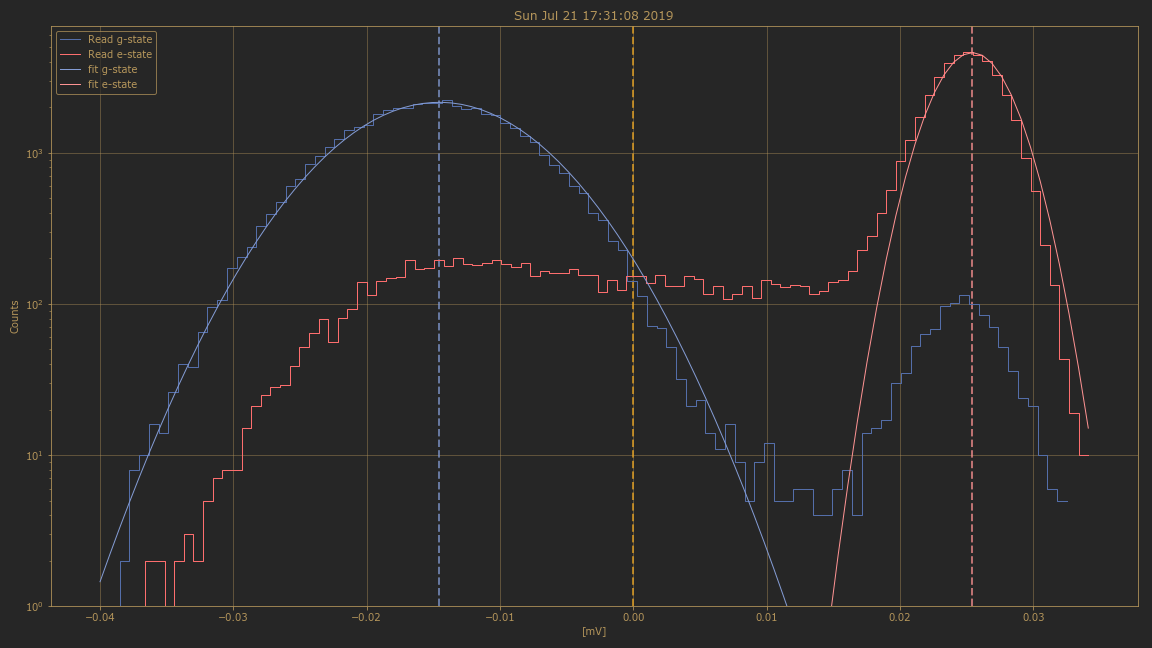 Sun Jul 21 17:31:08 2019
Read g-state
Read e-state
fit g-state
fit e-state
Counts
10³
10²
10¹
10⁰
−0.04 −0.03 −0.02 −0.01 0.00 0.01 0.02 0.03
[mV]